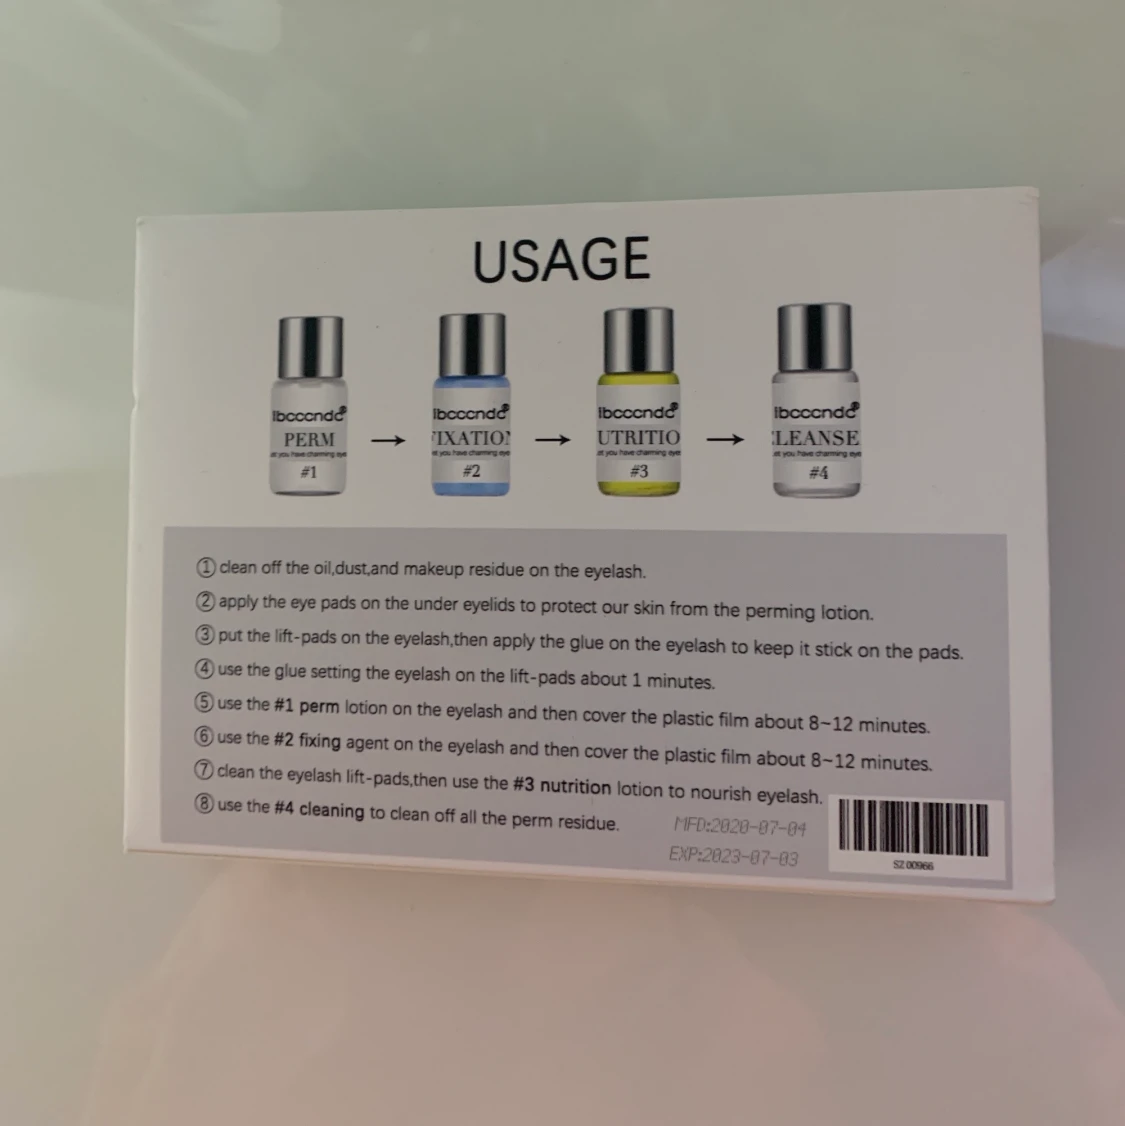 USAGE
Ibcccndc® Ibcccndc® Ibcccndc® Ibcccndc®
PERM IXATION UTRITIO CLEANSE
#1 #2 #3 #4
①clean off the oil,dust,and makeup residue on the eyelash.
②apply the eye pads on the under eyelids to protect our skin from the perming lotion.
③put the lift-pads on the eyelash,then apply the glue on the eyelash to keep it stick on the pads.
④use the glue setting the eyelash on the lift-pads about 1 minutes.
⑤use the #1 perm lotion on the eyelash and then cover the plastic film about 8~12 minutes.
⑥use the #2 fixing agent on the eyelash and then cover the plastic film about 8~12 minutes.
⑦clean the eyelash lift-pads,then use the #3 nutrition lotion to nourish eyelash.
⑧use the #4 cleaning to clean off all the perm residue.
MFD:2020-07-04
EXP:2023-07-03
SZ 00966